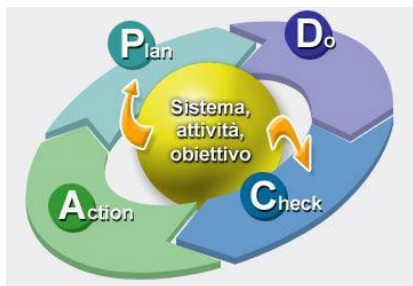 Plan
Do
Sistema,
attività,
obiettivo
Action
Check